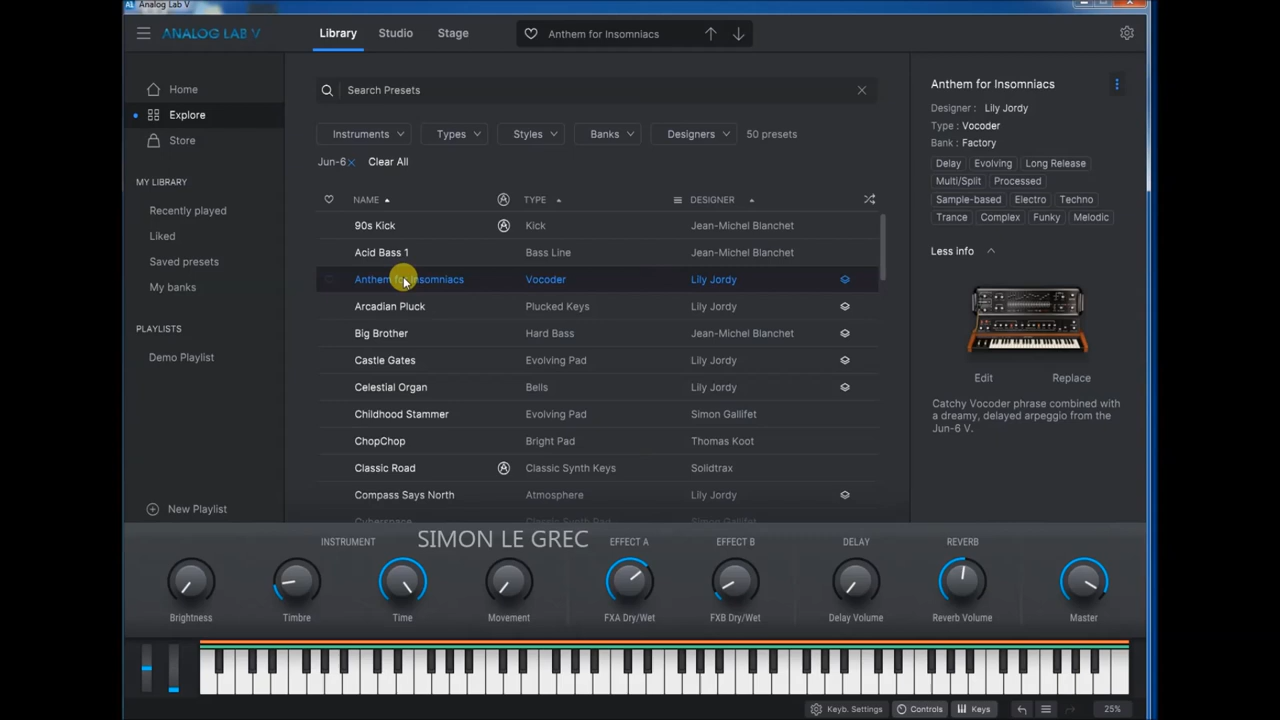 Analog Lab V
ANALOG LAB V
Library Studio Stage
Anthem for Insomniacs
Home
Explore
Store
MY LIBRARY
Recently played
Liked
Saved presets
My banks
PLAYLISTS
Demo Playlist
New Playlist
Search Presets
Instruments Types Styles Banks Designers 50 presets
Jun-6 Clear All
NAME TYPE DESIGNER
90s Kick Kick Jean-Michel Blanchet
Acid Bass 1 Bass Line Jean-Michel Blanchet
Anthem for Insomniacs Vocoder Lily Jordy
Arcadian Pluck Plucked Keys Lily Jordy
Big Brother Hard Bass Jean-Michel Blanchet
Castle Gates Evolving Pad Lily Jordy
Celestial Organ Bells Lily Jordy
Childhood Stammer Evolving Pad Simon Gallifet
ChopChop Bright Pad Thomas Koot
Classic Road Classic Synth Keys Solidtrax
Compass Says North Atmosphere Lily Jordy
Cyberspace Classic Synth Pad Simon Gallifet
Anthem for Insomniacs
Designer : Lily Jordy
Type : Vocoder
Bank : Factory
Delay Evolving Long Release
Multi/Split Processed
Sample-based Electro Techno
Trance Complex Funky Melodic
Less info
Edit Replace
Catchy Vocoder phrase combined with
a dreamy, delayed arpeggio from the
Jun-6 V.
INSTRUMENT SIMON LE GREC EFFECT A EFFECT B DELAY REVERB
Brightness Timbre Time Movement FXA Dry/Wet FXB Dry/Wet Delay Volume Reverb Volume Master
Keyb. Settings Controls Keys 25%